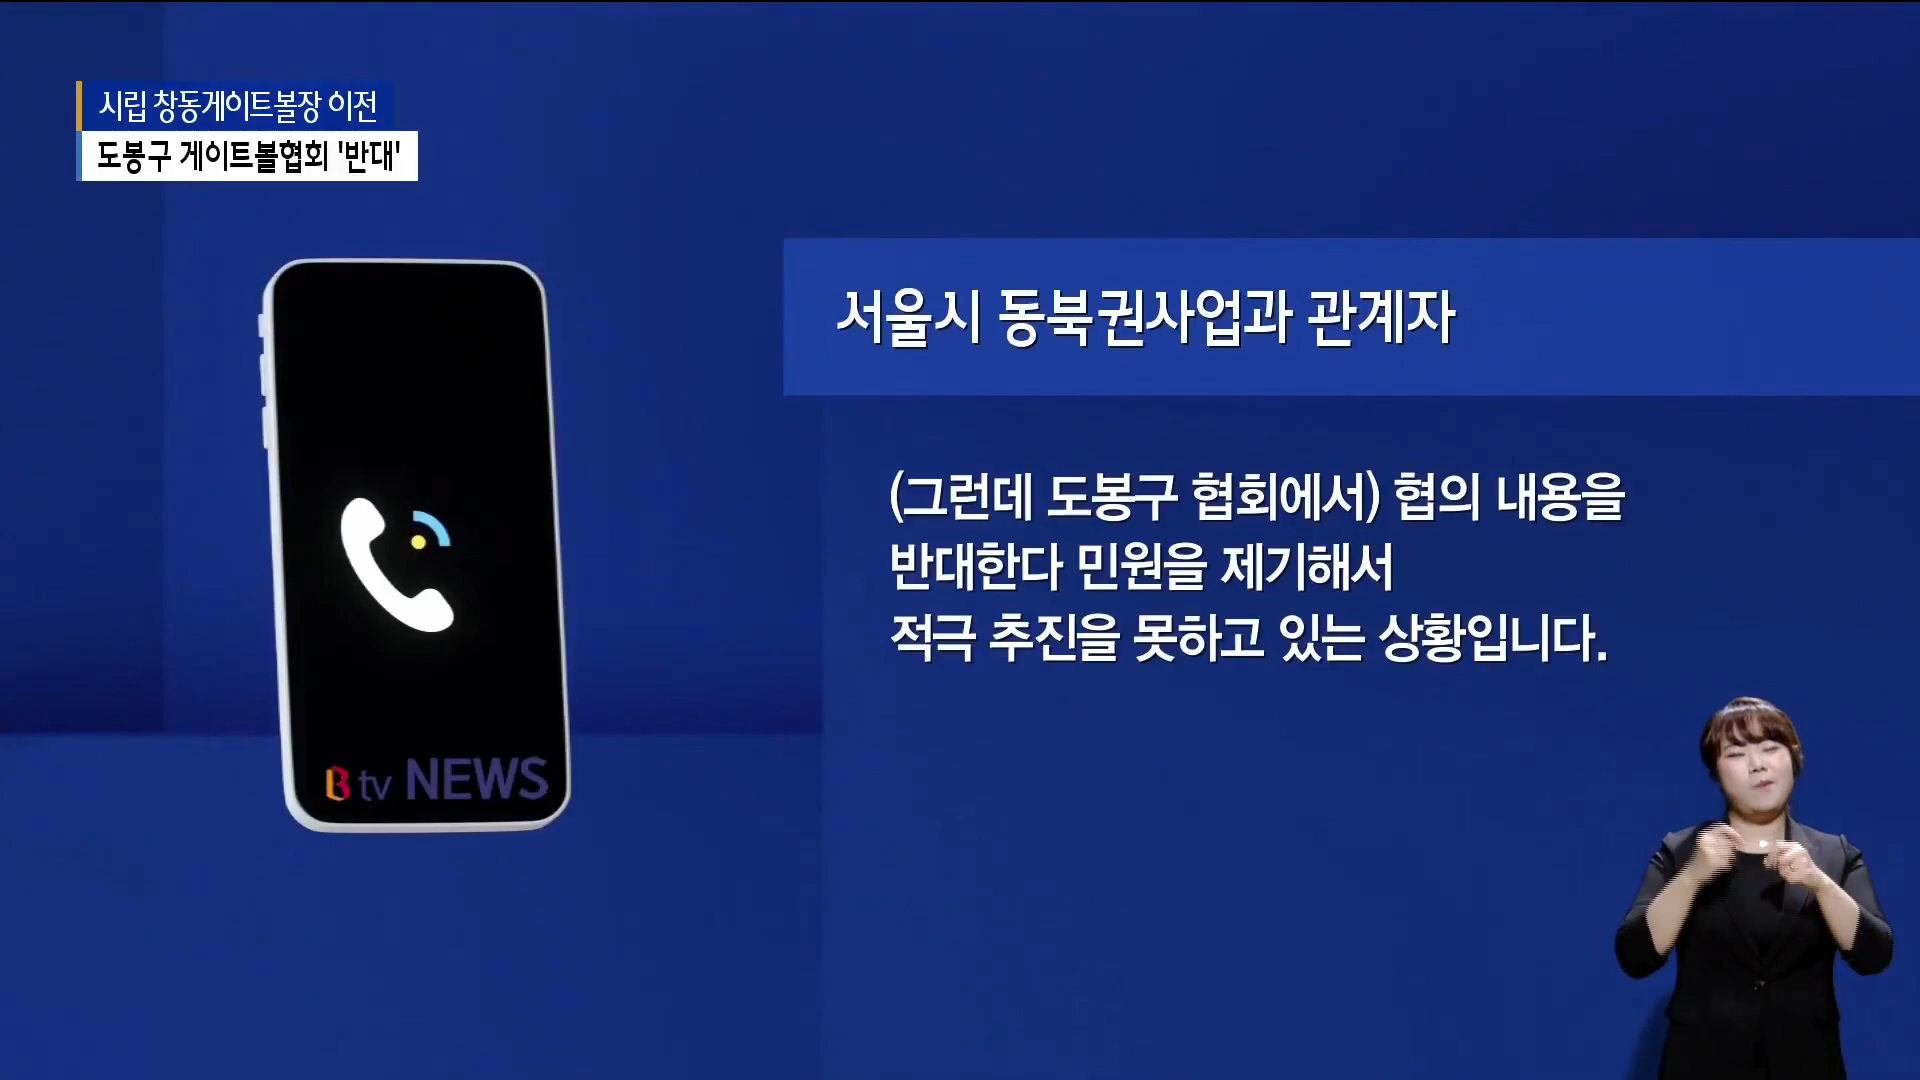 시립 창동게이트볼장 이전
도봉구 게이트볼협회 '반대'
서울시 동북권사업과 관계자
(그런데 도봉구 협회에서) 협의 내용을
반대한다 민원을 제기해서
적극 추진을 못하고 있는 상황입니다.
B tv NEWS